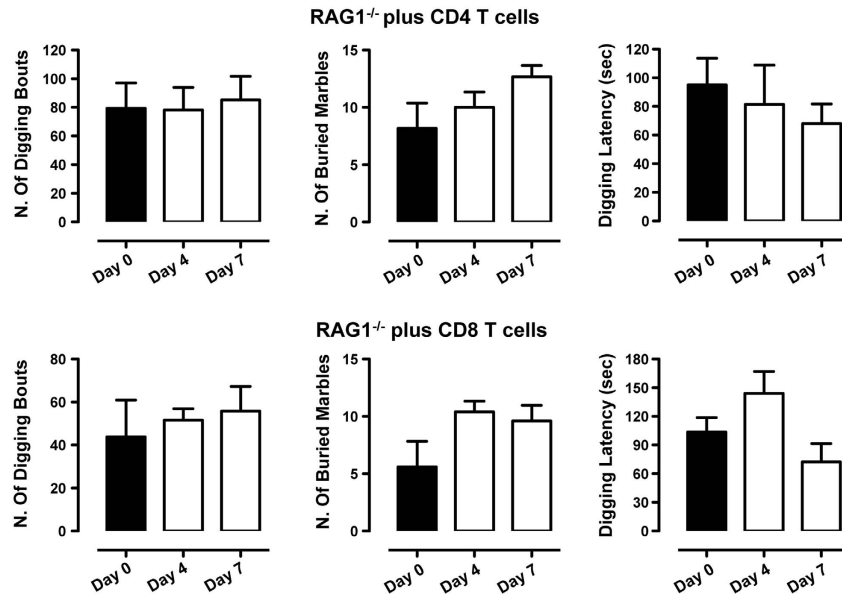 RAG1-/- plus CD4 T cells
N. Of Digging Bouts
120
100
80
60
40
20
0
Day 0
Day 4
Day 7
N. Of Buried Marbles
15
10
5
0
Day 0
Day 4
Day 7
Digging Latency (sec)
120
100
80
60
40
20
0
Day 0
Day 4
Day 7
RAG1-/- plus CD8 T cells
N. Of Digging Bouts
80
60
40
20
0
Day 0
Day 4
Day 7
N. Of Buried Marbles
15
10
5
0
Day 0
Day 4
Day 7
Digging Latency (sec)
180
150
120
90
60
30
0
Day 0
Day 4
Day 7